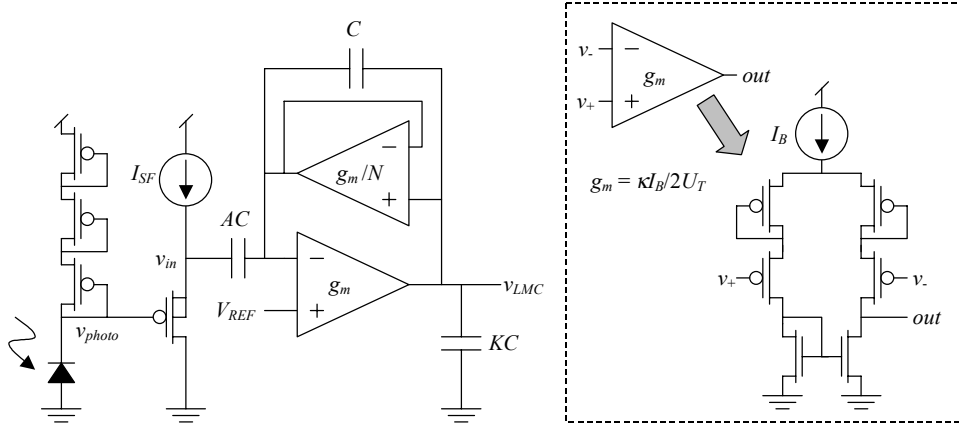 C
g_m/N
−
+
I_SF
AC
v_in
g_m
−
+
V_REF
v_LMC
KC
v_photo
v_-
v_+
−
+
g_m
out
I_B
g_m = κI_B/2U_T
v_+
v_-
out